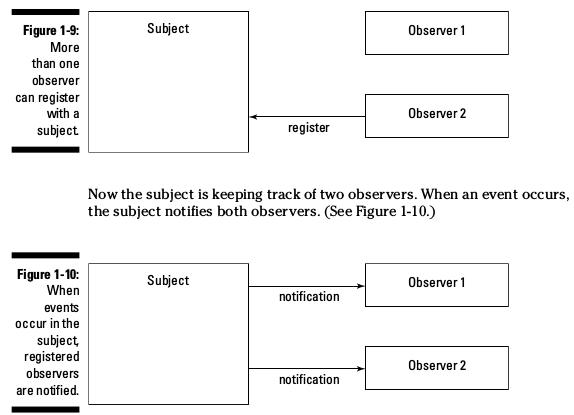 Figure 1-9:
More
than one
observer
can register
with a
subject.
Subject
Observer 1
Observer 2
register
Now the subject is keeping track of two observers. When an event occurs,
the subject notifies both observers. (See Figure 1-10.)
Figure 1-10:
When
events
occur in the
subject,
registered
observers
are notified.
Subject
Observer 1
notification
Observer 2
notification